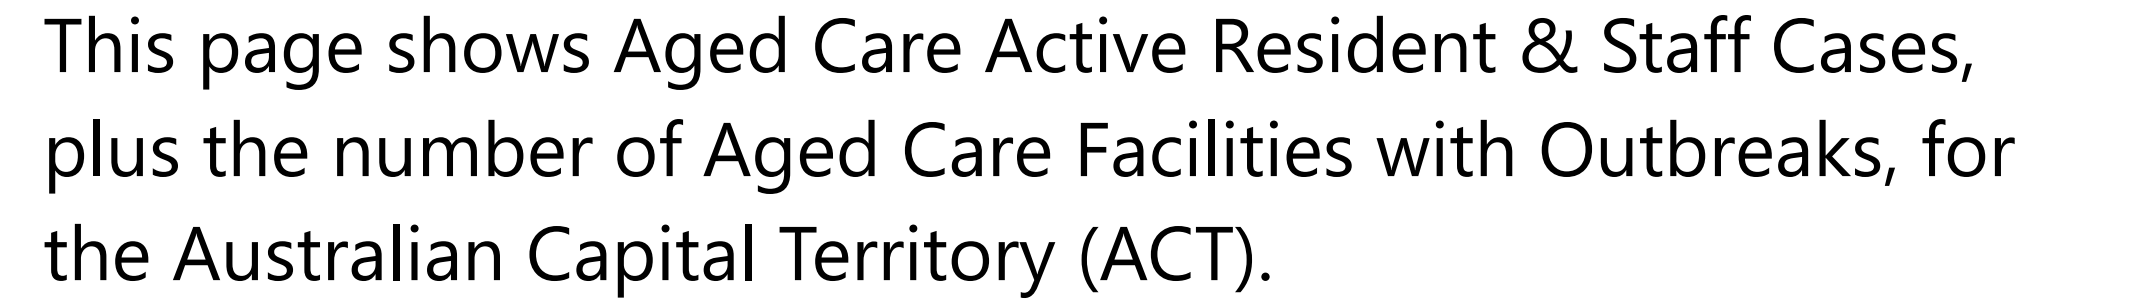 This page shows Aged Care Active Resident & Staff Cases,
plus the number of Aged Care Facilities with Outbreaks, for
the Australian Capital Territory (ACT).